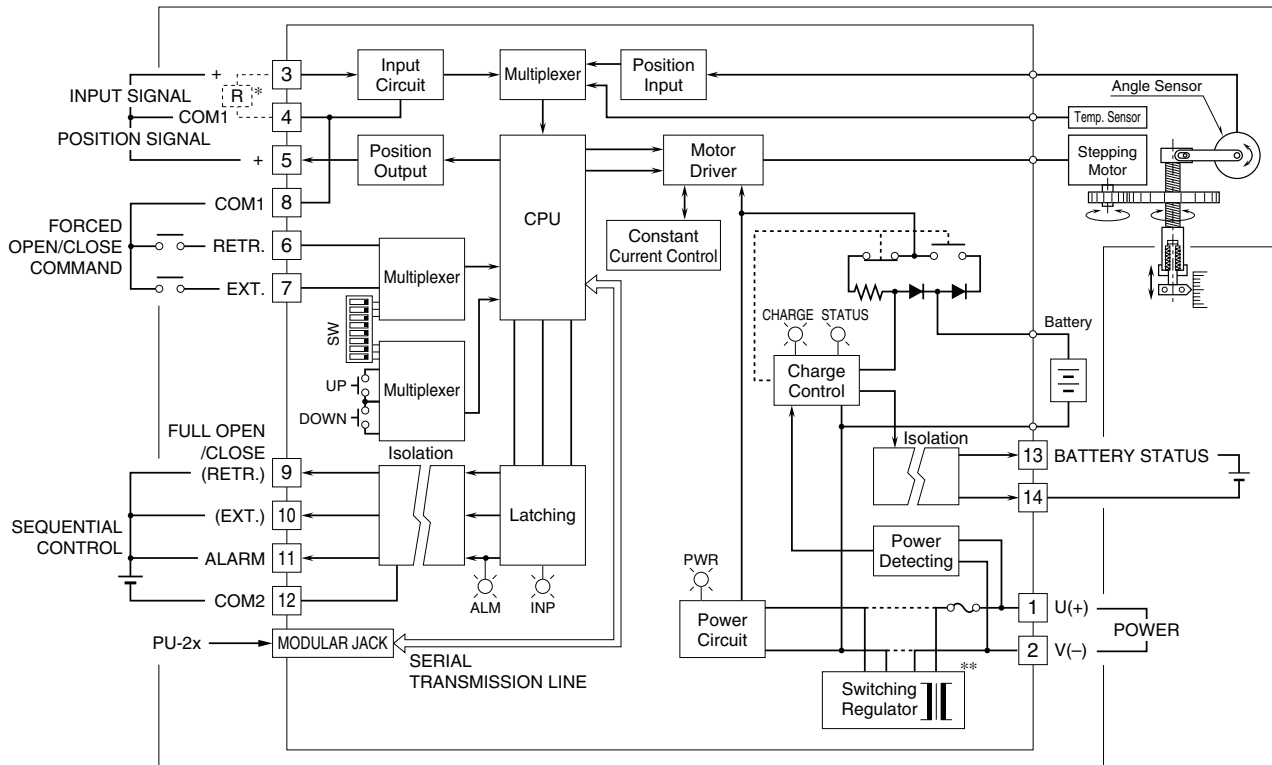 +
3
INPUT SIGNAL
R
*
COM1
4
POSITION SIGNAL
+
5
COM1
8
FORCED
OPEN/CLOSE
COMMAND
RETR.
6
EXT.
7
SW
UP
DOWN
FULL OPEN
/CLOSE
(RETR.)
9
(EXT.)
10
SEQUENTIAL
CONTROL
ALARM
11
COM2
12
PU-2x
MODULAR JACK
SERIAL
TRANSMISSION LINE
Input
Circuit
Multiplexer
Position
Input
Position
Output
CPU
Motor
Driver
Constant
Current Control
Multiplexer
Multiplexer
Isolation
Latching
ALM
INP
Angle Sensor
Temp. Sensor
Stepping
Motor
CHARGE
STATUS
Charge
Control
Battery
Isolation
13
BATTERY STATUS
14
Power
Detecting
PWR
Power
Circuit
1
U(+)
POWER
2
V(–)
Switching
Regulator
**